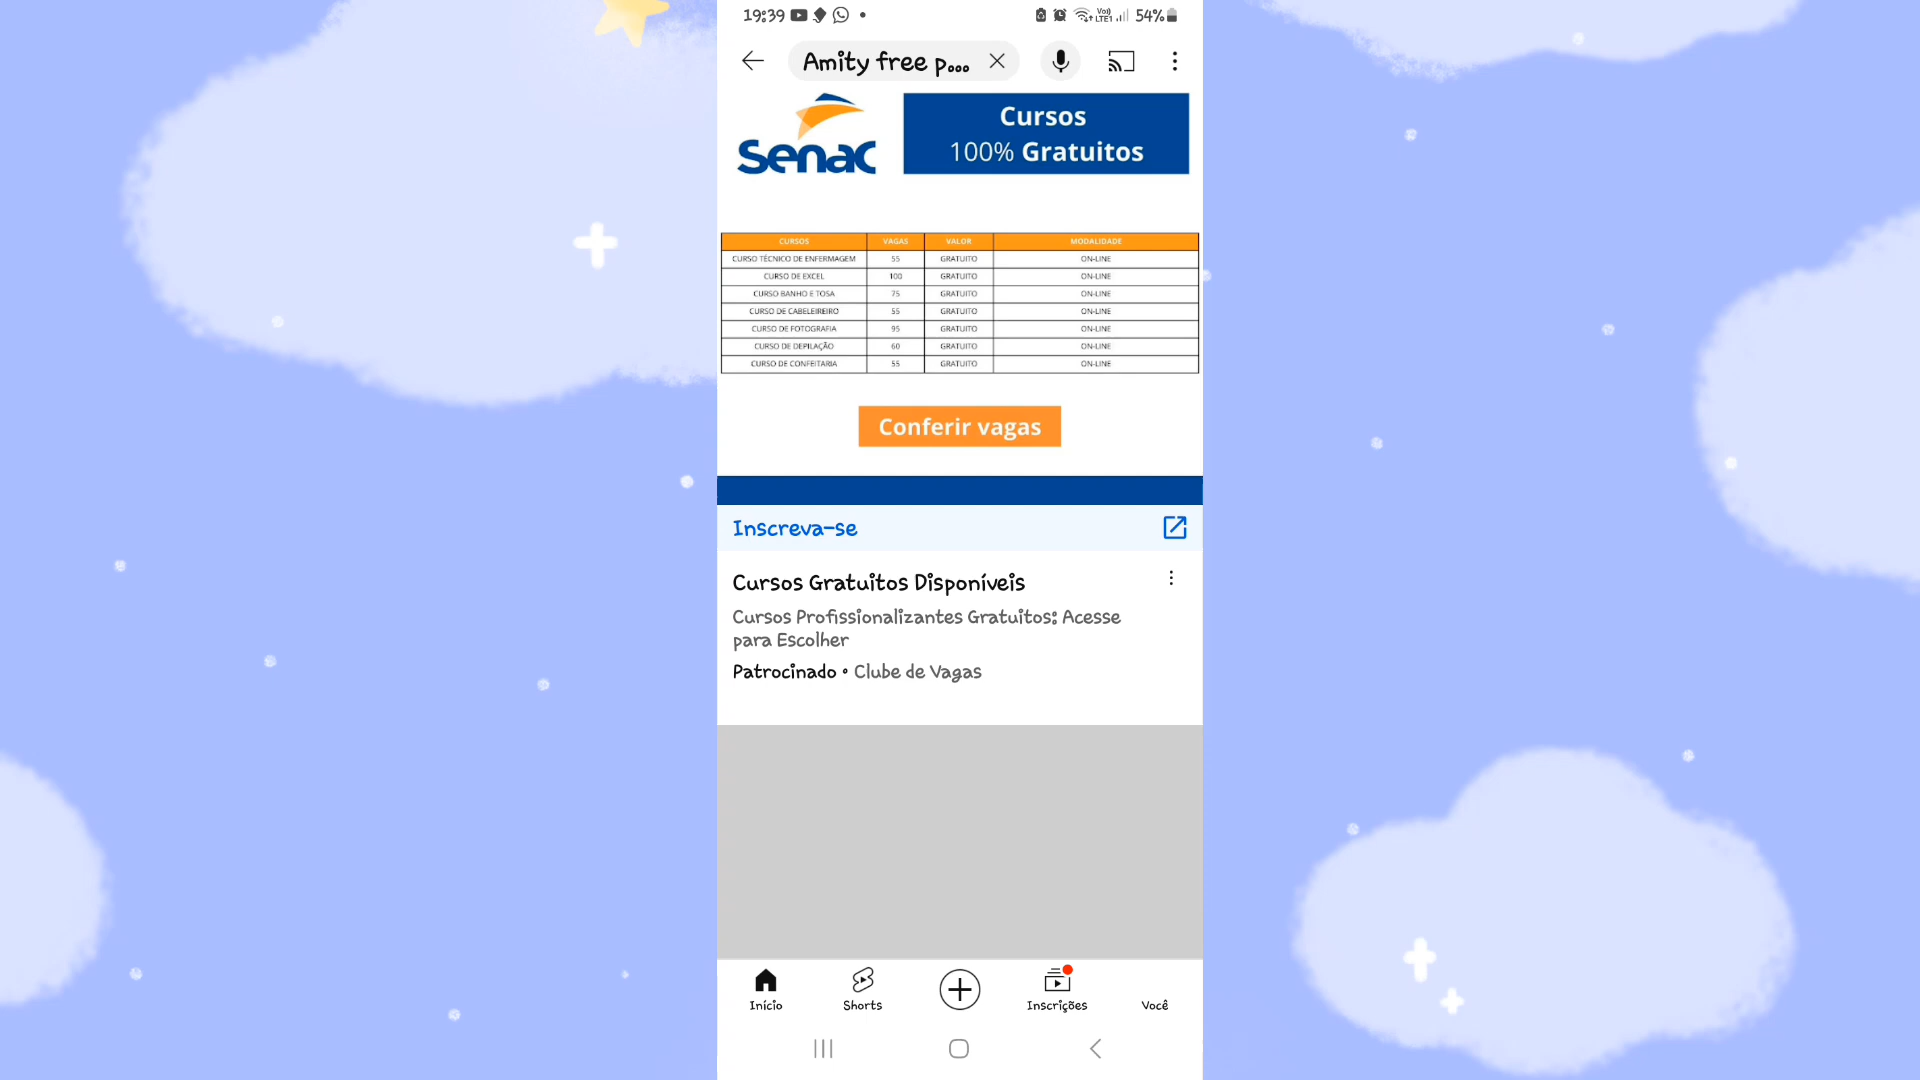 19:39
Vo))
LTE1
54%
Amity free p...
Senac
Cursos
100% Gratuitos
CURSOS VAGAS VALOR MODALIDADE
CURSO TÉCNICO DE ENFERMAGEM 55 GRATUITO ON-LINE
CURSO DE EXCEL 100 GRATUITO ON-LINE
CURSO BANHO E TOSA 75 GRATUITO ON-LINE
CURSO DE CABELEIREIRO 55 GRATUITO ON-LINE
CURSO DE FOTOGRAFIA 95 GRATUITO ON-LINE
CURSO DE DEPILAÇÃO 60 GRATUITO ON-LINE
CURSO DE CONFEITARIA 55 GRATUITO ON-LINE
Conferir vagas
Inscreva-se
Cursos Gratuitos Disponíveis
Cursos Profissionalizantes Gratuitos: Acesse
para Escolher
Patrocinado • Clube de Vagas
Início Shorts Inscrições Você